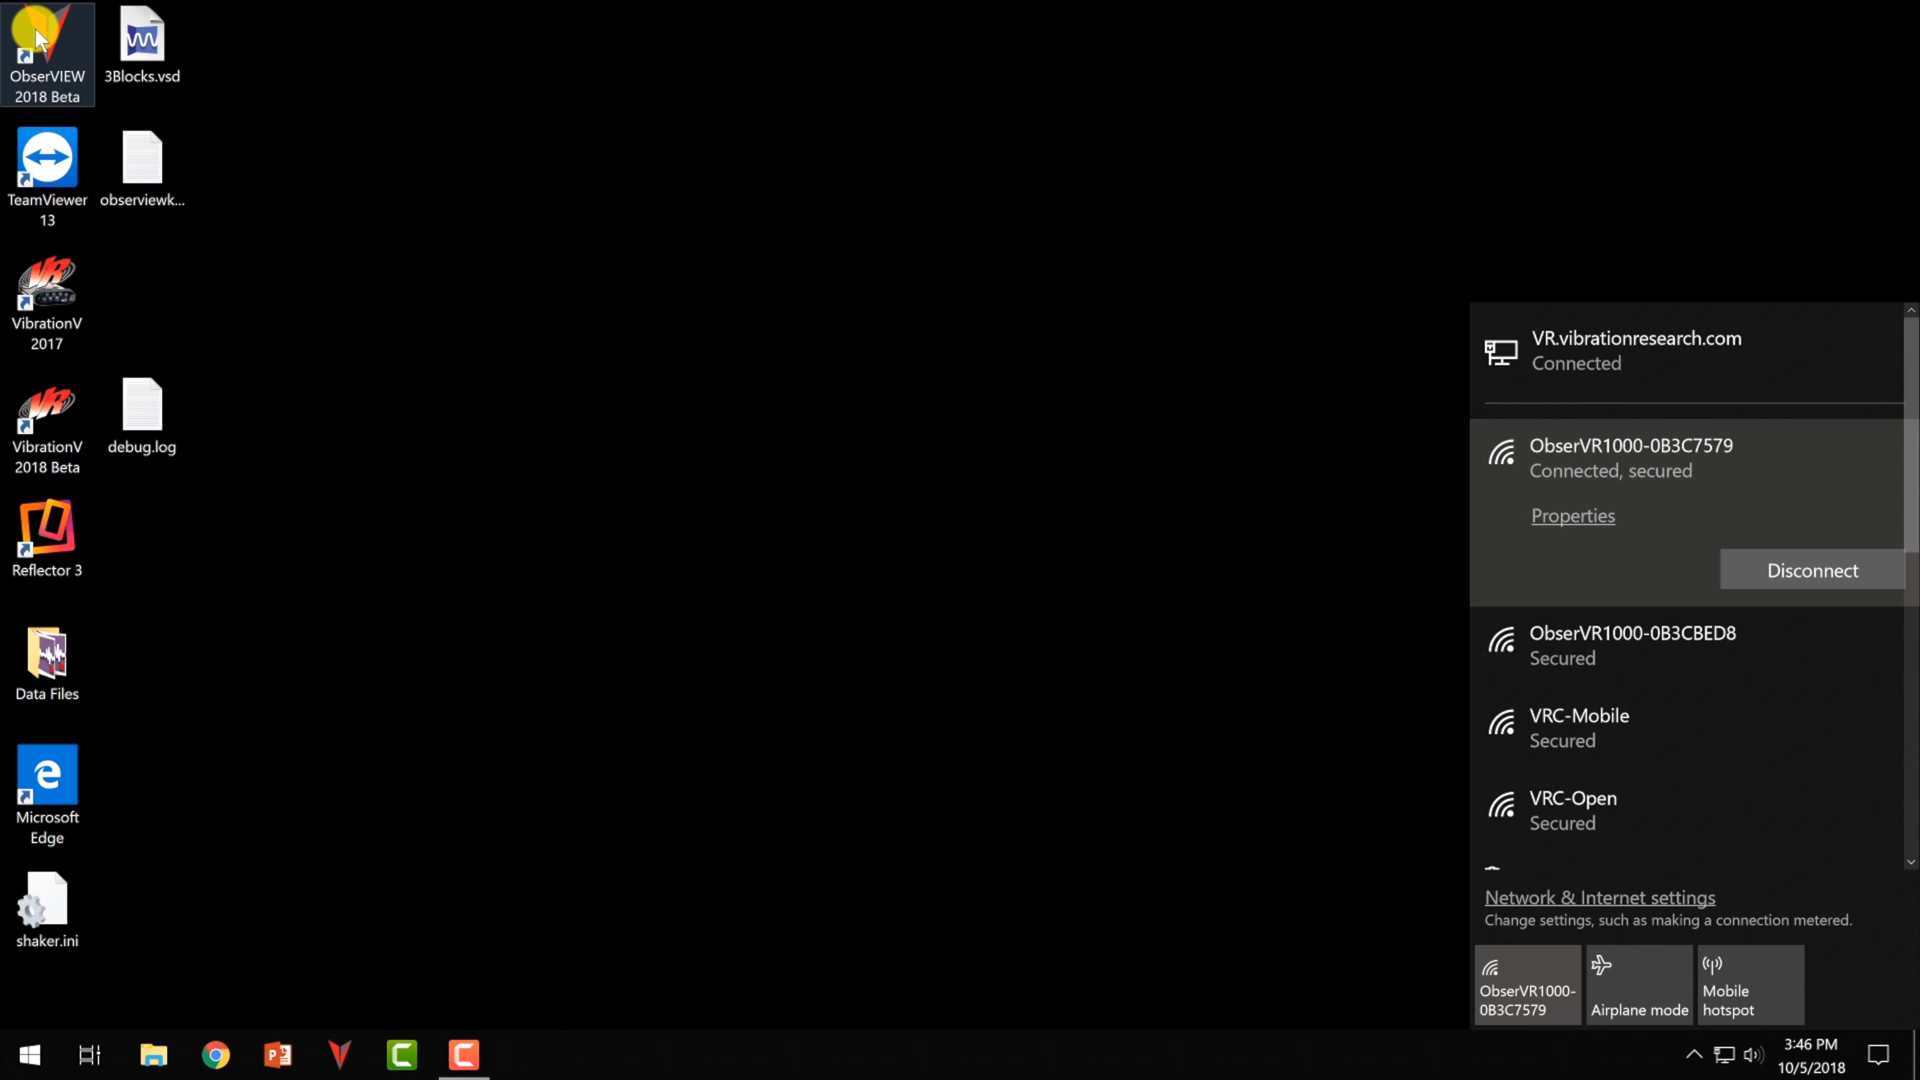 ObserVIEW
2018 Beta
3Blocks.vsd
TeamViewer
13
observiewk...
VibrationV
2017
VibrationV
2018 Beta
debug.log
Reflector 3
Data Files
Microsoft
Edge
shaker.ini
VR.vibrationresearch.com
Connected
ObserVR1000-0B3C7579
Connected, secured
Properties
Disconnect
ObserVR1000-0B3CBED8
Secured
VRC-Mobile
Secured
VRC-Open
Secured
Network & Internet settings
Change settings, such as making a connection metered.
ObserVR1000-
0B3C7579
Airplane mode
Mobile
hotspot
3:46 PM
10/5/2018